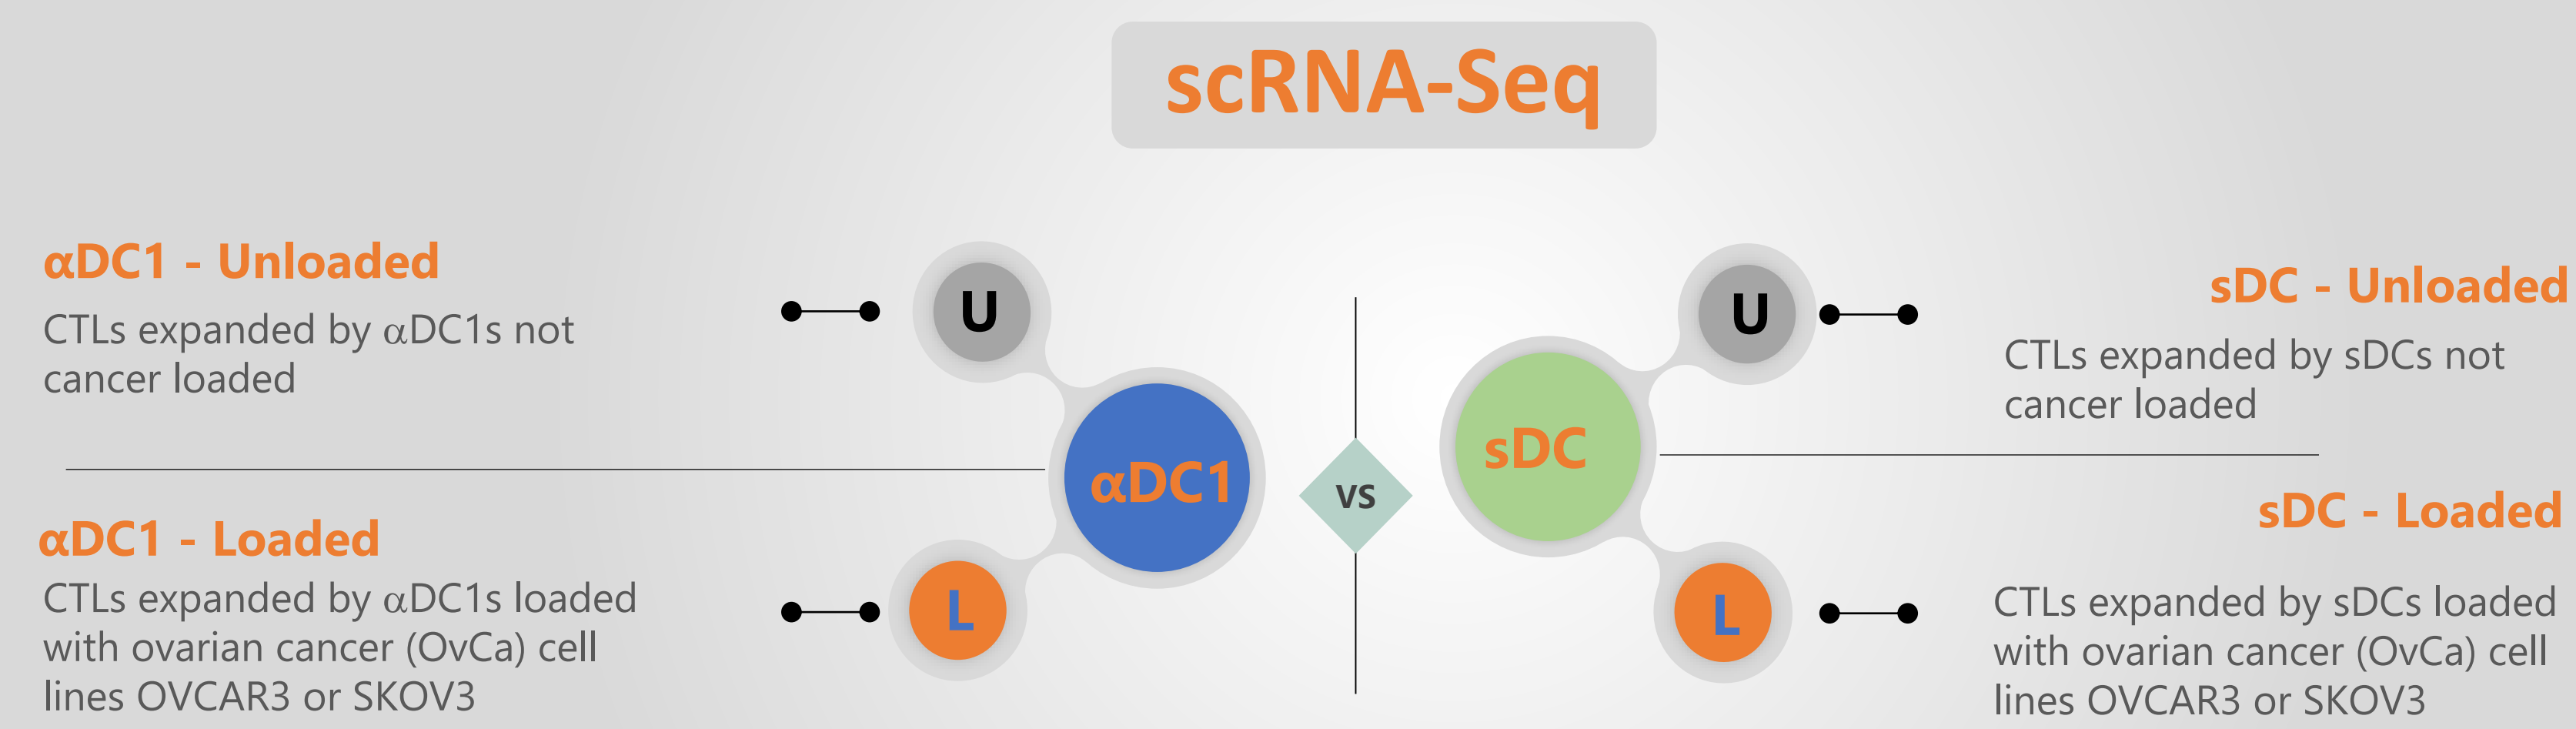 scRNA-Seq
αDC1 - Unloaded
CTLs expanded by αDC1s not
cancer loaded
αDC1 - Loaded
CTLs expanded by αDC1s loaded
with ovarian cancer (OvCa) cell
lines OVCAR3 or SKOV3
U
αDC1
L
vs
U
sDC
L
sDC - Unloaded
CTLs expanded by sDCs not
cancer loaded
sDC - Loaded
CTLs expanded by sDCs loaded
with ovarian cancer (OvCa) cell
lines OVCAR3 or SKOV3